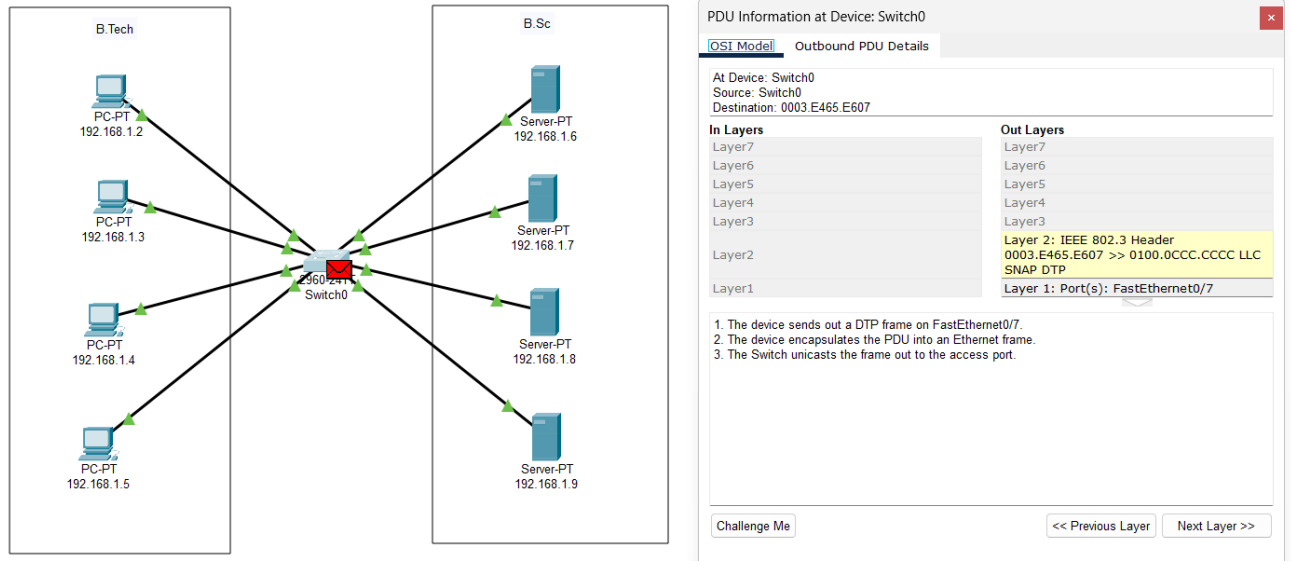 B.Tech
PC-PT
192.168.1.2
PC-PT
192.168.1.3
PC-PT
192.168.1.4
PC-PT
192.168.1.5
Switch0
B.Sc
Server-PT
192.168.1.6
Server-PT
192.168.1.7
Server-PT
192.168.1.8
Server-PT
192.168.1.9
PDU Information at Device: Switch0
OSI Model Outbound PDU Details
At Device: Switch0
Source: Switch0
Destination: 0003.E465.E607
In Layers
Layer7
Layer6
Layer5
Layer4
Layer3
Layer2
Layer1
Out Layers
Layer7
Layer6
Layer5
Layer4
Layer3
Layer 2: IEEE 802.3 Header
0003.E465.E607 >> 0100.0CCC.CCCC LLC
SNAP DTP
Layer 1: Port(s): FastEthernet0/7
1. The device sends out a DTP frame on FastEthernet0/7.
2. The device encapsulates the PDU into an Ethernet frame.
3. The Switch unicasts the frame out to the access port.
Challenge Me
<< Previous Layer
Next Layer >>